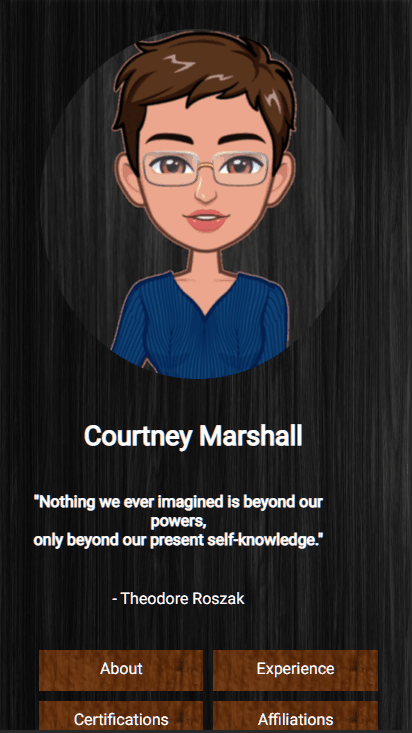 Courtney Marshall
"Nothing we ever imagined is beyond our
powers,
only beyond our present self-knowledge."
- Theodore Roszak
About
Experience
Certifications
Affiliations